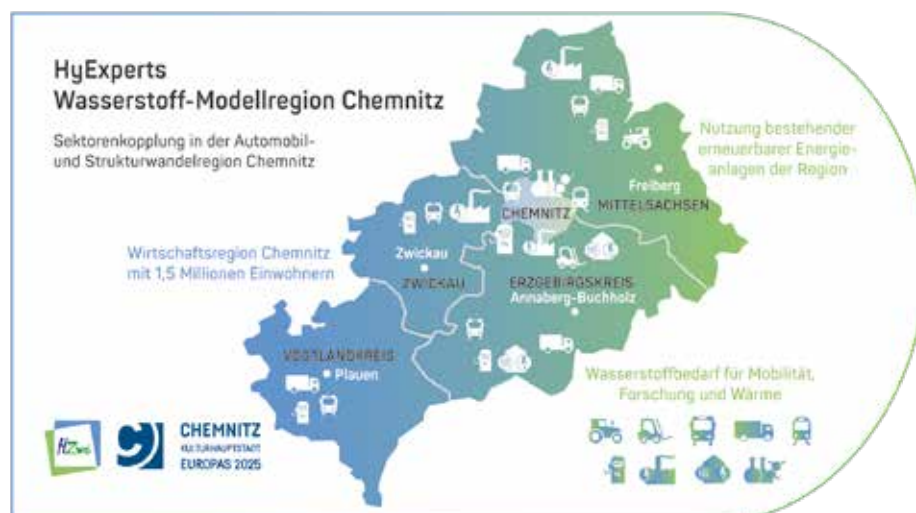 HyExperts
Wasserstoff-Modellregion Chemnitz
Sektorenkopplung in der Automobil-
und Strukturwandelregion Chemnitz
Nutzung bestehender
erneuerbarer Energie-
anlagen der Region
Freiberg
MITTELSACHSEN
CHEMNITZ
Wirtschaftsregion Chemnitz
mit 1,5 Millionen Einwohnern
Zwickau
ZWICKAU
ERZGEBIRGSKREIS
Annaberg-Buchholz
VOGTLANDKREIS
Plauen
Wasserstoffbedarf für Mobilität,
Forschung und Wärme
HZwo
CHEMNITZ
KULTURHAUPTSTADT
EUROPAS 2025